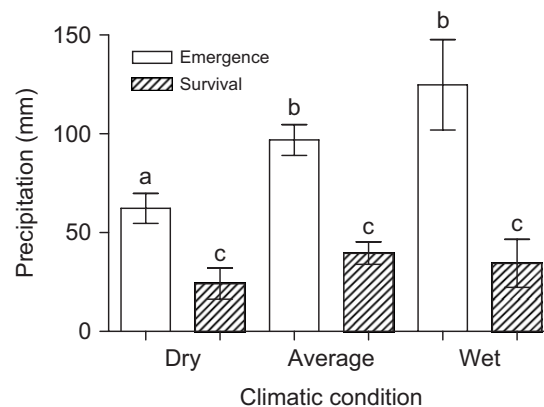 150
100
50
0
Precipitation (mm)
Emergence
Survival
a
c
b
c
b
c
Dry Average Wet
Climatic condition